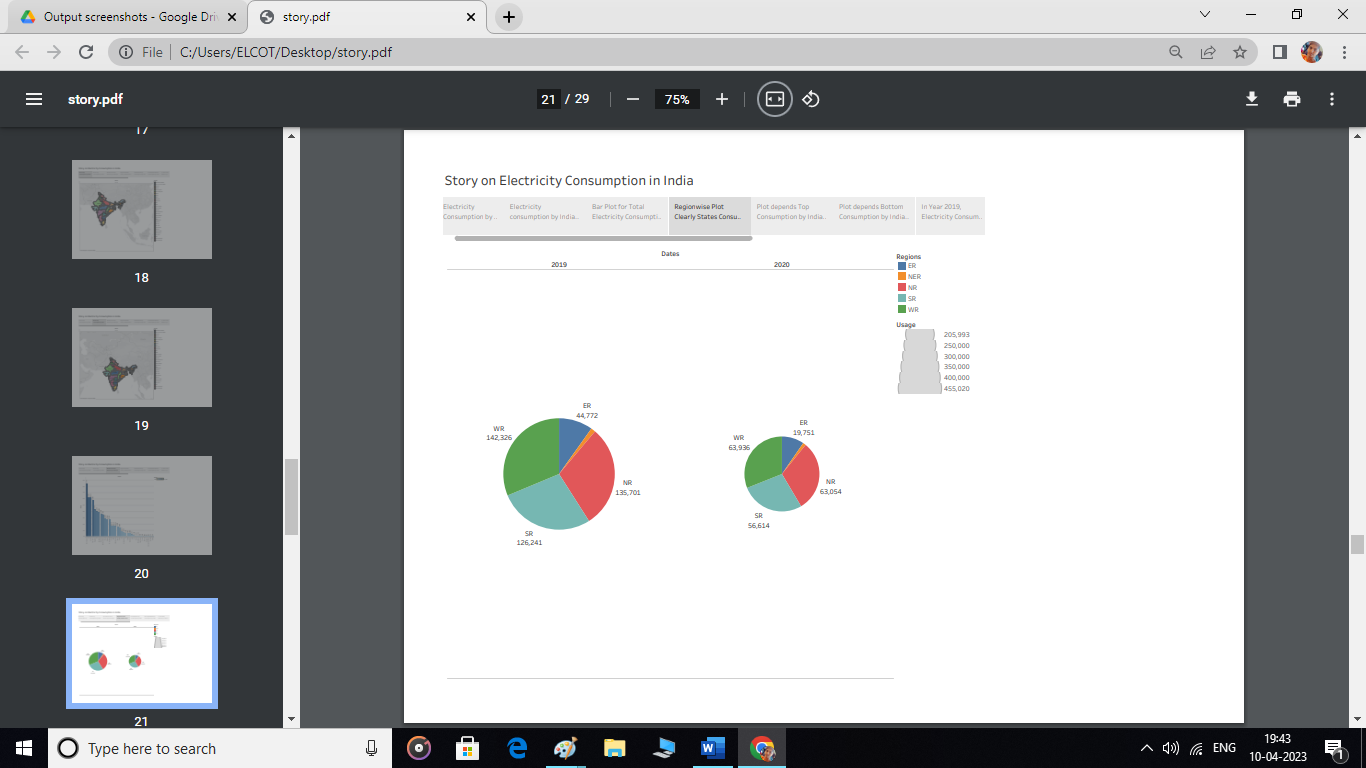 Output screenshots - Google Dri
story.pdf
File
C:/Users/ELCOT/Desktop/story.pdf
story.pdf
21 / 29
75%
17
18
19
20
21
Story on Electricity Consumption in India
Electricity
Consumption by ..
Electricity
consumption by India..
Bar Plot for Total
Electricity Consumpti..
Regionwise Plot
Clearly States Consu..
Plot depends Top
Consumption by India..
Plot depends Bottom
Consumption by India..
In Year 2019,
Electricity Consum..
Dates
2019
2020
Regions
ER
NER
NR
SR
WR
Usage
205,993
250,000
300,000
350,000
400,000
455,020
ER
44,772
WR
142,326
NR
135,701
SR
126,241
ER
19,751
WR
63,936
NR
63,054
SR
56,614
Type here to search
ENG
19:43
10-04-2023
1